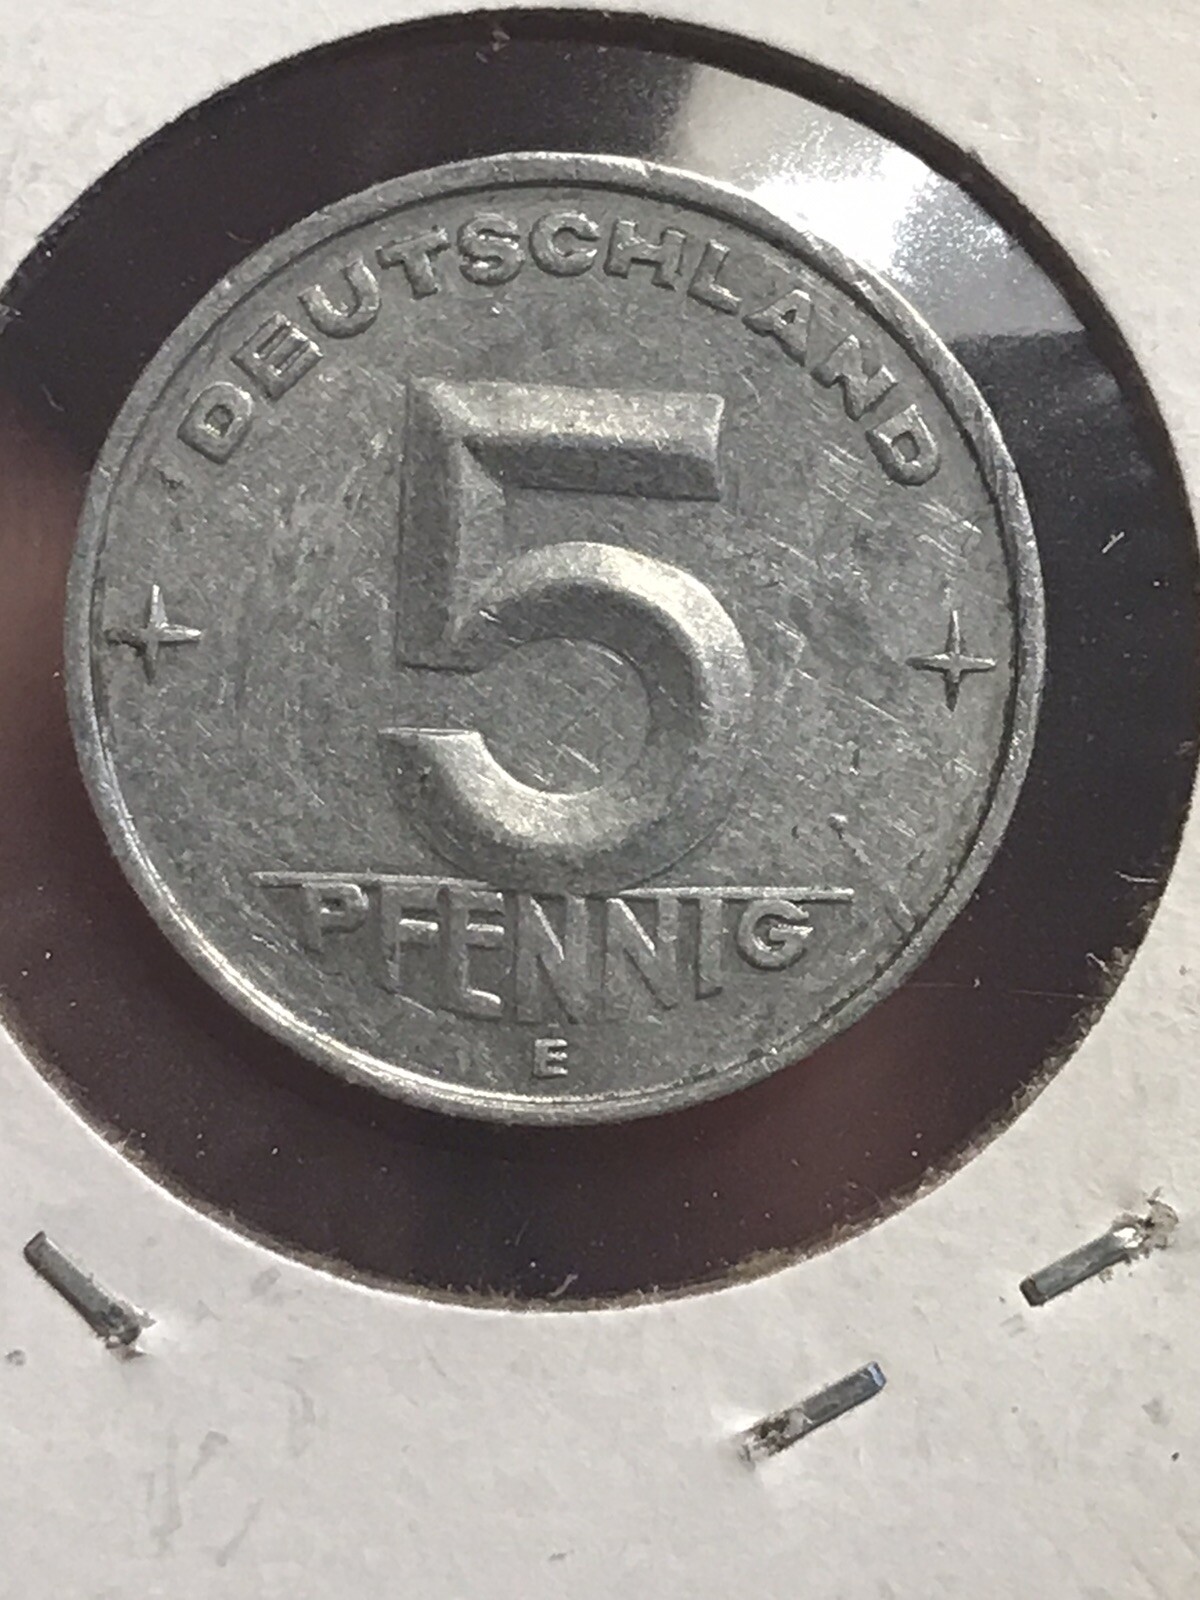 DEUTSCHLAND
5
PFENNIG
E